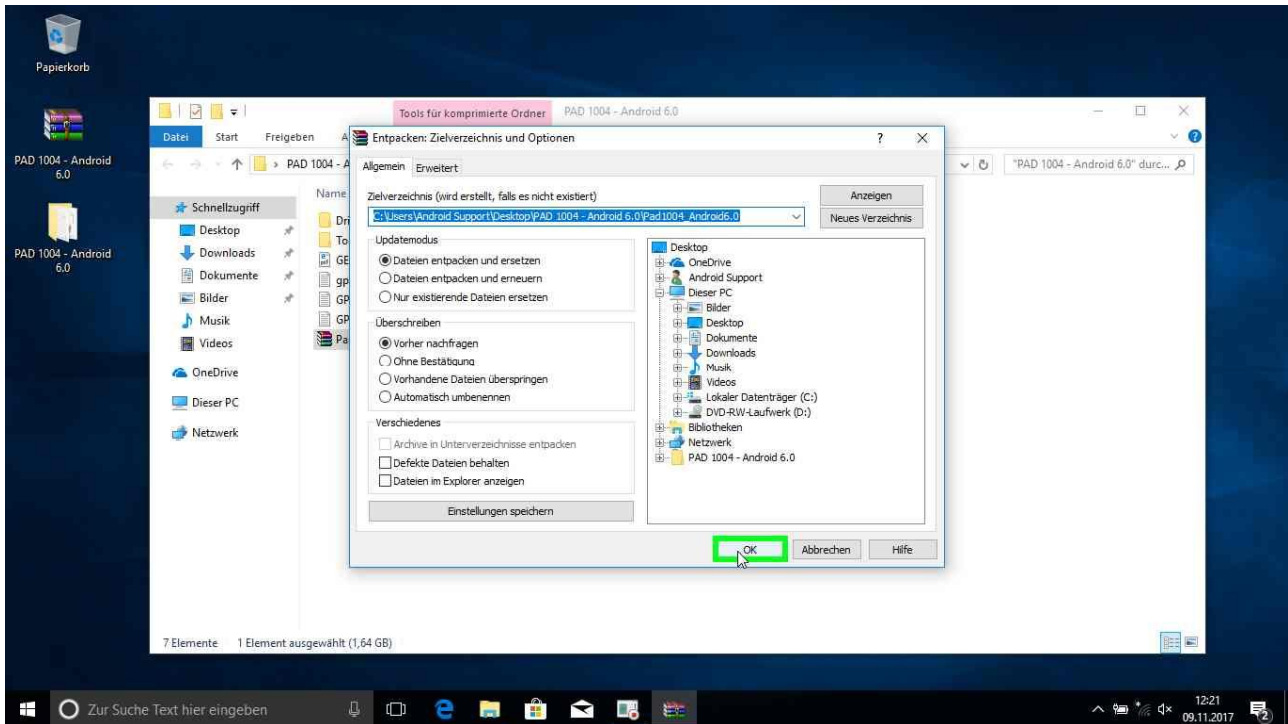 Papierkorb
PAD 1004 - Android
6.0
PAD 1004 - Android
6.0
Tools für komprimierte Ordner
PAD 1004 - Android 6.0
Datei
Start
Freigeben
A
PAD 1004 - A
"PAD 1004 - Android 6.0" durc...
Schnellzugriff
Desktop
Downloads
Dokumente
Bilder
Musik
Videos
OneDrive
Dieser PC
Netzwerk
Name
Dri
To
GE
gp
GP
GP
Pa
Entpacken: Zielverzeichnis und Optionen
Allgemein
Erweitert
Zielverzeichnis (wird erstellt, falls es nicht existiert)
C:\Users\Android Support\Desktop\PAD 1004 - Android 6.0\Pad1004_Android6.0
Anzeigen
Neues Verzeichnis
Updatemodus
Dateien entpacken und ersetzen
Dateien entpacken und erneuern
Nur existierende Dateien ersetzen
Überschreiben
Vorher nachfragen
Ohne Bestätigung
Vorhandene Dateien überspringen
Automatisch umbenennen
Verschiedenes
Archive in Unterverzeichnisse entpacken
Defekte Dateien behalten
Dateien im Explorer anzeigen
Einstellungen speichern
Desktop
OneDrive
Android Support
Dieser PC
Bilder
Desktop
Dokumente
Downloads
Musik
Videos
Lokaler Datenträger (C:)
DVD-RW-Laufwerk (D:)
Bibliotheken
Netzwerk
PAD 1004 - Android 6.0
OK
Abbrechen
Hilfe
7 Elemente
1 Element ausgewählt (1,64 GB)
Zur Suche Text hier eingeben
12:21
09.11.2017